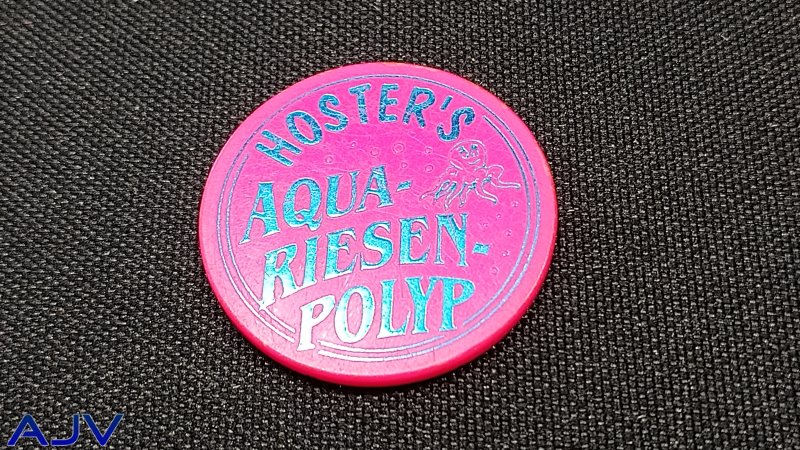 HOSTER'S
AQUA-
RIESEN-
POLYP
AJV